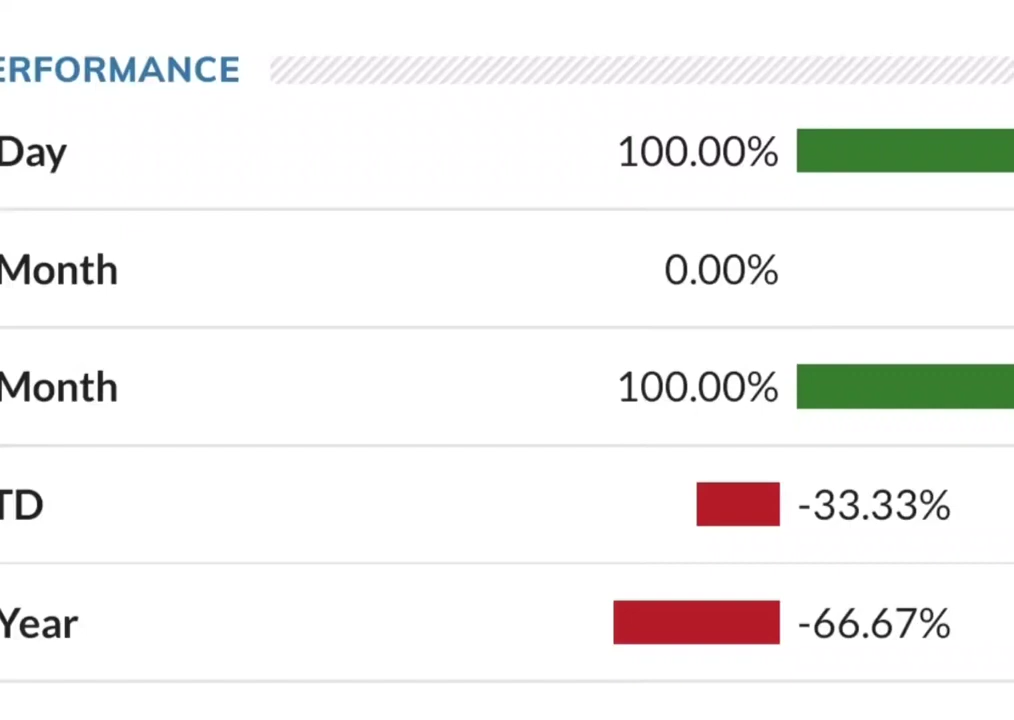 ERFORMANCE
Day 100.00%
Month 0.00%
Month 100.00%
TD -33.33%
Year -66.67%